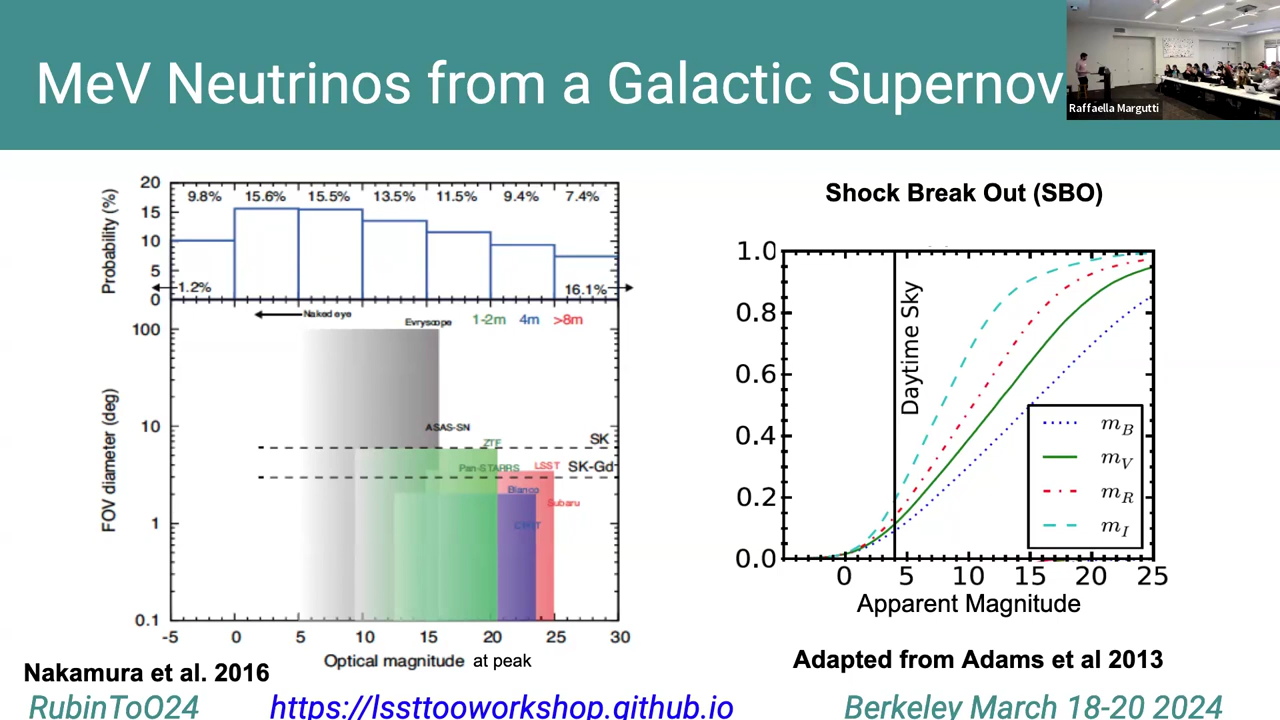 MeV Neutrinos from a Galactic Supernov
Raffaella Margutti
20
15
10
5
0
Probability (%)
9.8% 15.6% 15.5% 13.5% 11.5% 9.4% 7.4%
1.2%
16.1%
Naked eye
Evryscope
1-2m 4m >8m
100
10
1
0.1
FOV diameter (deg)
ASAS-SN
ZTF
SK
Pan-STARRS
LSST
SK-Gd
Blanco
Subaru
-5 0 5 10 15 20 25 30
Optical magnitude at peak
Nakamura et al. 2016
Shock Break Out (SBO)
1.0
0.8
0.6
0.4
0.2
0.0
Daytime Sky
mB
mV
mR
mI
0 5 10 15 20 25
Apparent Magnitude
Adapted from Adams et al 2013
RubinToO24
https://lssttooworkshop.github.io
Berkeley March 18-20 2024